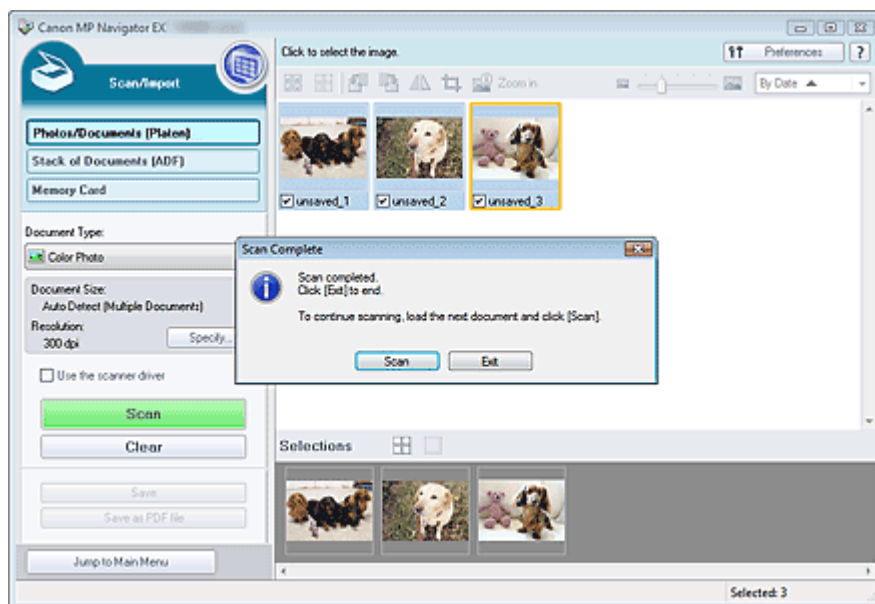 Canon MP Navigator EX
Scan/Import
Click to select the image.
Preferences
?
Zoom in
By Date
Photos/Documents (Platen)
Stack of Documents (ADF)
Memory Card
unsaved_1
unsaved_2
unsaved_3
Document Type:
Color Photo
Document Size:
Auto Detect (Multiple Documents)
Resolution:
300 dpi
Specify...
Use the scanner driver
Scan
Clear
Save
Save as PDF file
Jump to Main Menu
Scan Complete
Scan completed.
Click [Exit] to end.
To continue scanning, load the next document and click [Scan].
Scan
Exit
Selections
Selected: 3